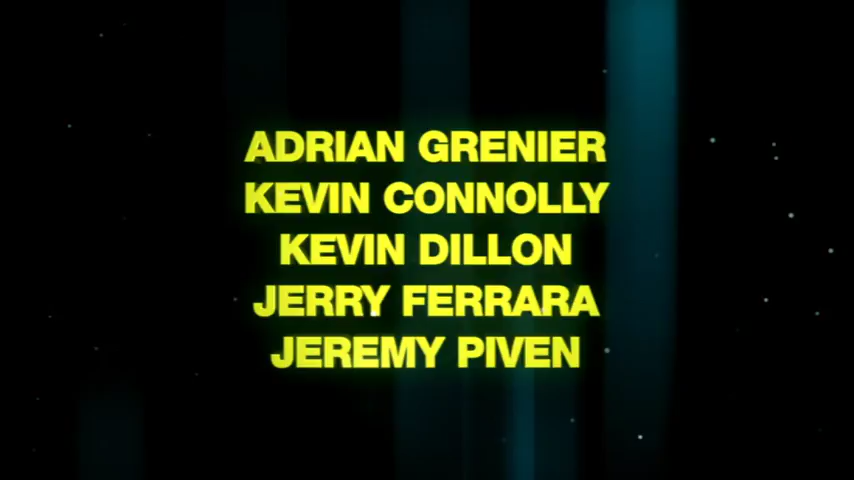 ADRIAN GRENIER
KEVIN CONNOLLY
KEVIN DILLON
JERRY FERRARA
JEREMY PIVEN